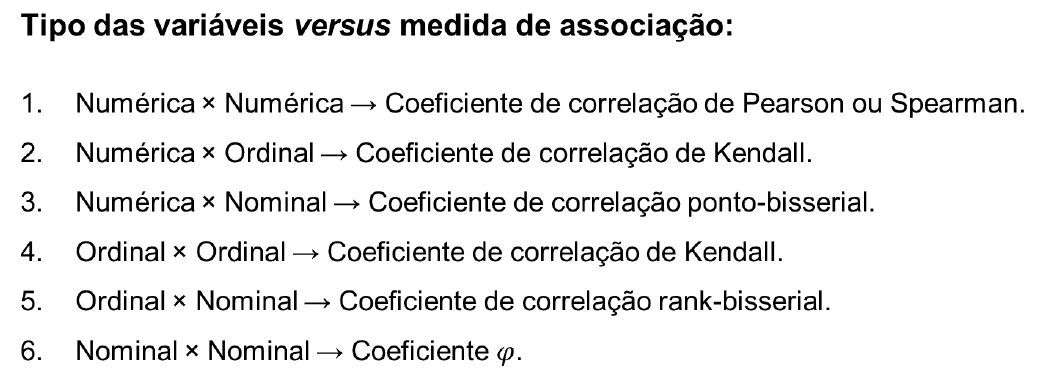 Tipo das variáveis versus medida de associação:
1. Numérica × Numérica → Coeficiente de correlação de Pearson ou Spearman.
2. Numérica × Ordinal → Coeficiente de correlação de Kendall.
3. Numérica × Nominal → Coeficiente de correlação ponto-bisserial.
4. Ordinal × Ordinal → Coeficiente de correlação de Kendall.
5. Ordinal × Nominal → Coeficiente de correlação rank-bisserial.
6. Nominal × Nominal → Coeficiente φ.